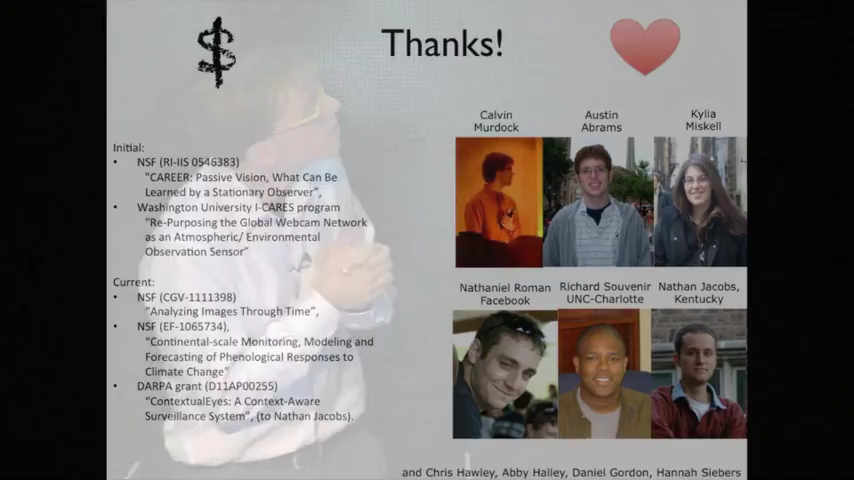 $
Thanks!
Initial:
• NSF (RI-IIS 0546383)
"CAREER: Passive Vision, What Can Be
Learned by a Stationary Observer",
• Washington University I-CARES program
"Re-Purposing the Global Webcam Network
as an Atmospheric/ Environmental
Observation Sensor"
Current:
• NSF (CGV-1111398)
"Analyzing Images Through Time",
• NSF (EF-1065734),
"Continental-scale Monitoring, Modeling and
Forecasting of Phenological Responses to
Climate Change"
• DARPA grant (D11AP00255)
"ContextualEyes: A Context-Aware
Surveillance System", (to Nathan Jacobs).
Calvin
Murdock
Austin
Abrams
Kylia
Miskell
Nathaniel Roman
Facebook
Richard Souvenir
UNC-Charlotte
Nathan Jacobs,
Kentucky
and Chris Hawley, Abby Halley, Daniel Gordon, Hannah Siebers